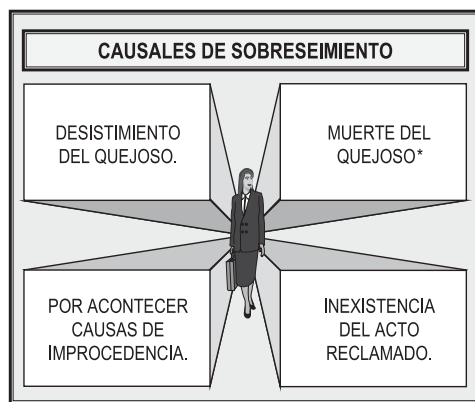 CAUSALES DE SOBRESEIMIENTO
DESISTIMIENTO
DEL QUEJOSO.
MUERTE DEL
QUEJOSO*
POR ACONTECER
CAUSAS DE
IMPROCEDENCIA.
INEXISTENCIA
DEL ACTO
RECLAMADO.